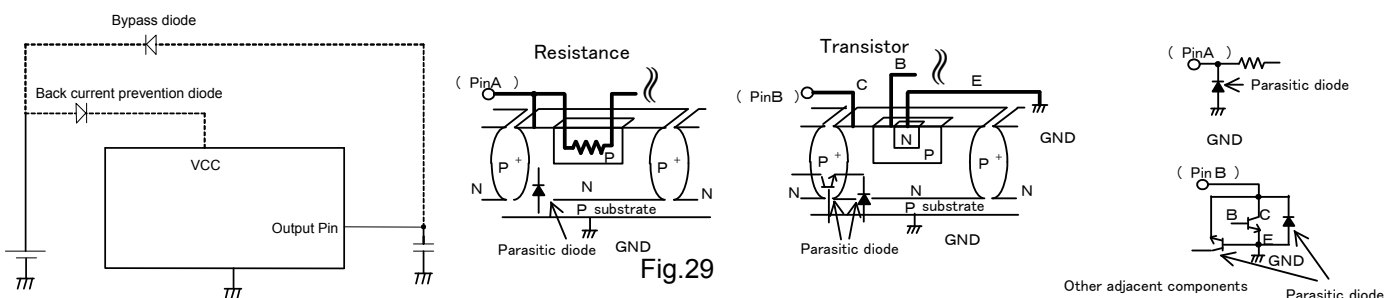 Bypass diode
Back current prevention diode
VCC
Output Pin
Resistance
( PinA )
P+
P
P+
N
N
N
P substrate
Parasitic diode
GND
Fig.29
Transistor
B
( PinB )
C
E
GND
N
P+
P
P+
N
N
N
P substrate
Parasitic diode
GND
( PinA )
Parasitic diode
GND
( Pin B )
B
C
E
GND
Other adjacent components
Parasitic diode